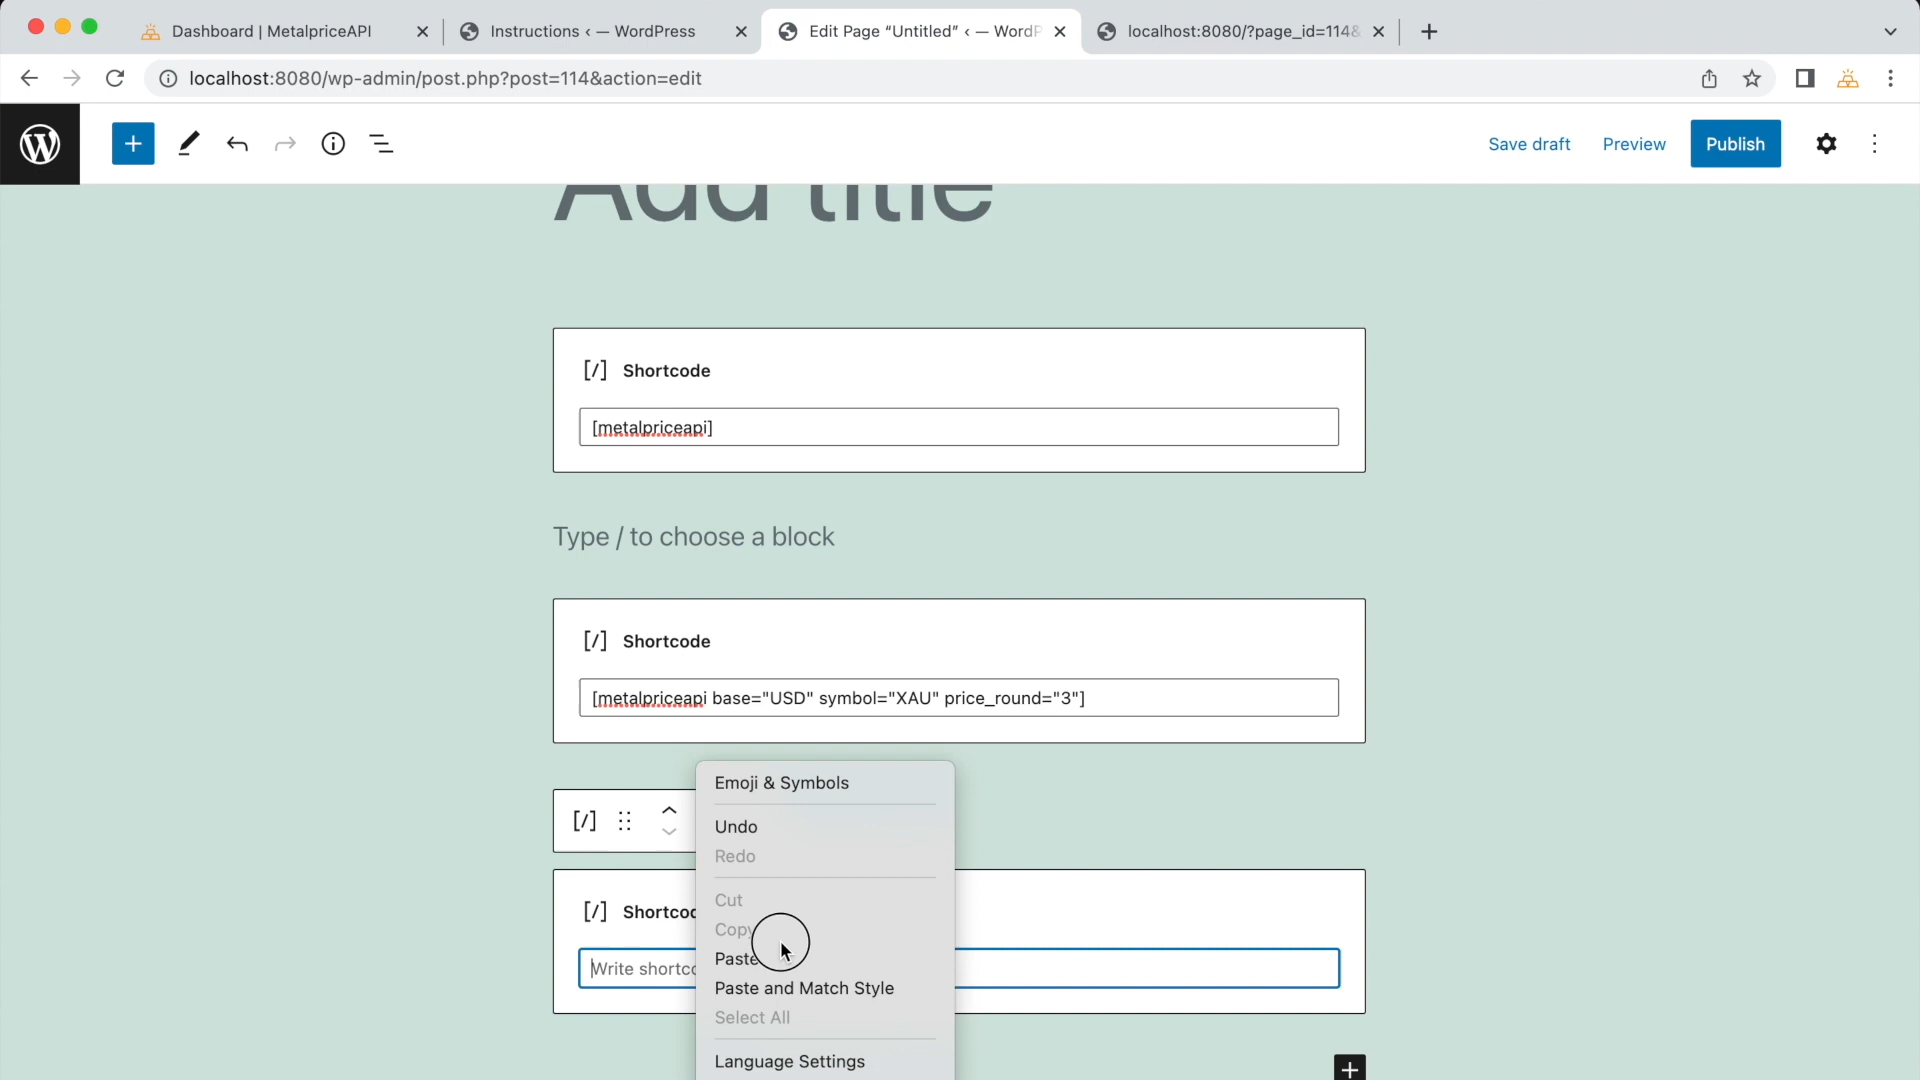 Dashboard | MetalpriceAPI
Instructions ‹ — WordPress
Edit Page “Untitled” ‹ — WordP
localhost:8080/?page_id=114&
localhost:8080/wp-admin/post.php?post=114&action=edit
Save draft
Preview
Publish
Add title
[/] Shortcode
[metalpriceapi]
Type / to choose a block
[/] Shortcode
[metalpriceapi base="USD" symbol="XAU" price_round="3"]
Emoji & Symbols
[/]
Undo
Redo
Cut
[/] Shortcod
Copy
Paste
Write shortco
Paste and Match Style
Select All
Language Settings